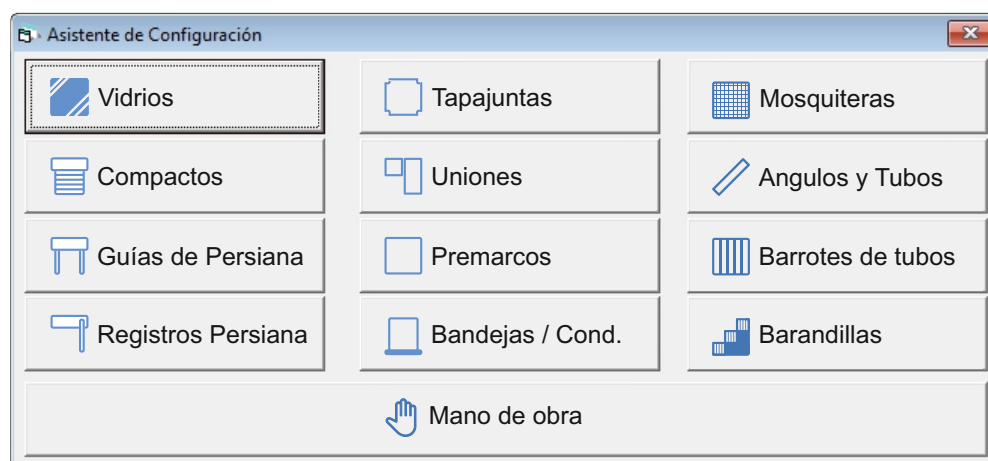 Asistente de Configuración
Vidrios
Tapajuntas
Mosquiteras
Compactos
Uniones
Angulos y Tubos
Guías de Persiana
Premarcos
Barrotes de tubos
Registros Persiana
Bandejas / Cond.
Barandillas
Mano de obra